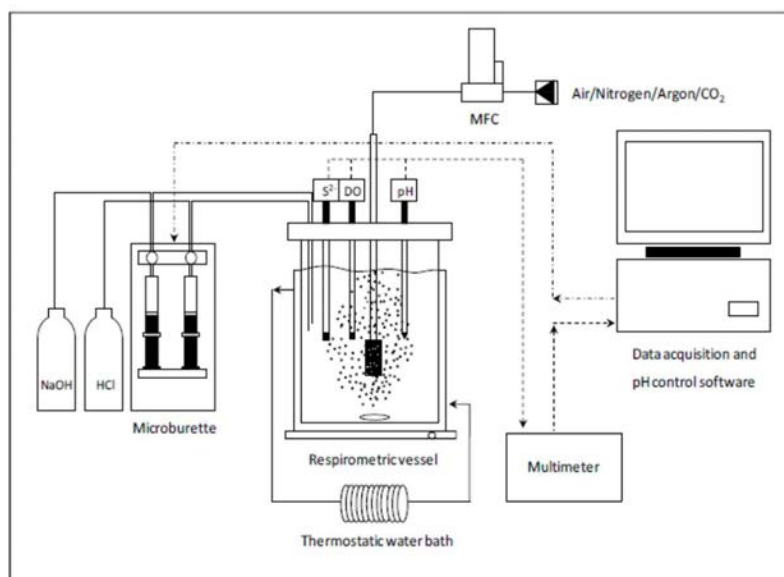 Air/Nitrogen/Argon/CO₂
MFC
S²⁻
DO
pH
NaOH
HCl
Microburette
Respirometric vessel
Thermostatic water bath
Multimeter
Data acquisition and
pH control software